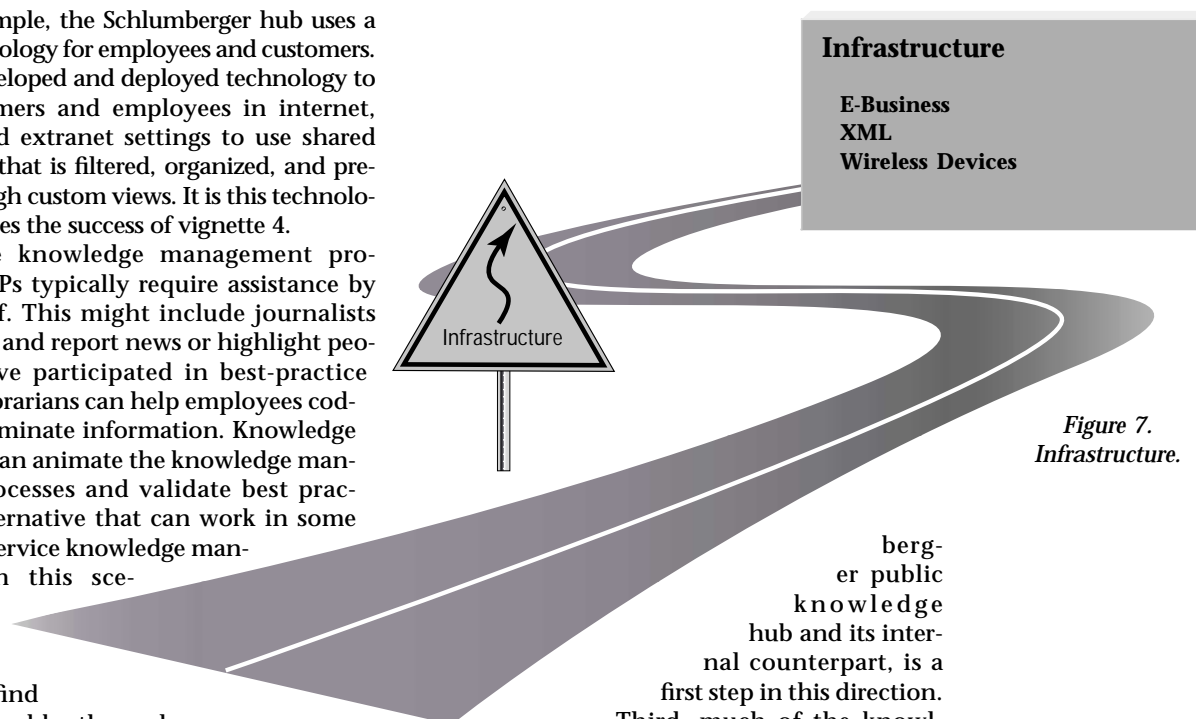 mple, the Schlumberger hub uses a
ology for employees and customers.
eloped and deployed technology to
mers and employees in internet,
d extranet settings to use shared
that is filtered, organized, and pre-
gh custom views. It is this technolo-
es the success of vignette 4.
e knowledge management pro-
Ps typically require assistance by
f. This might include journalists
and report news or highlight peo-
ve participated in best-practice
brarians can help employees cod-
minate information. Knowledge
an animate the knowledge man-
ocesses and validate best prac-
ernative that can work in some
ervice knowledge man-
n this sce-
find
Infrastructure
Infrastructure
E-Business
XML
Wireless Devices
Figure 7.
Infrastructure.
berg-
er public
knowledge
hub and its inter-
nal counterpart, is a
first step in this direction.
Third, much of the knowl-